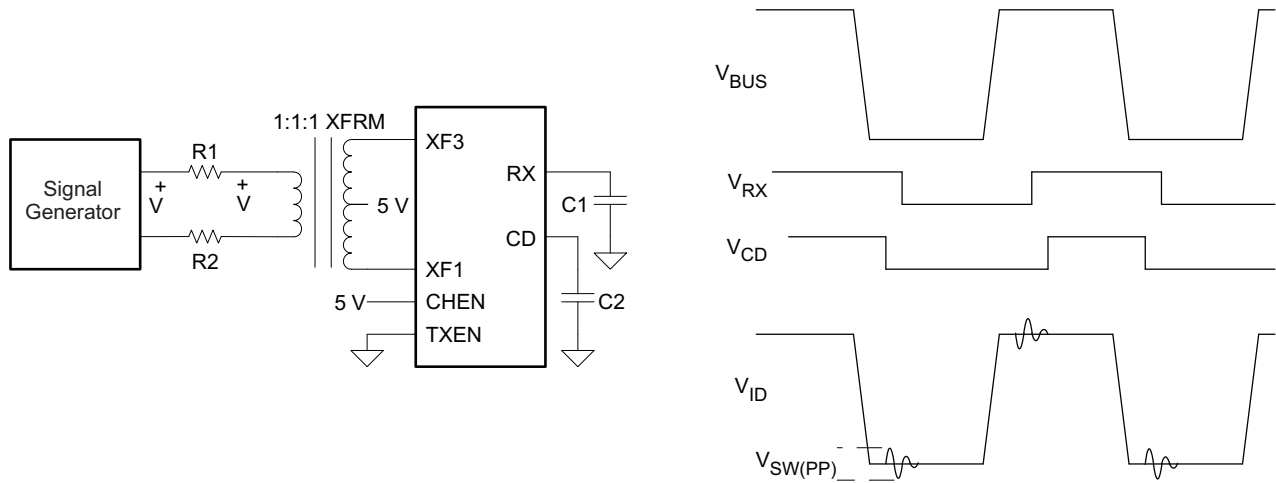 1:1:1 XFRM
Signal
Generator
R1
+
V
+
V
R2
5 V
XF3
RX
CD
XF1
5 V
CHEN
TXEN
C1
C2
V_BUS
V_RX
V_CD
V_ID
V_SW(PP)